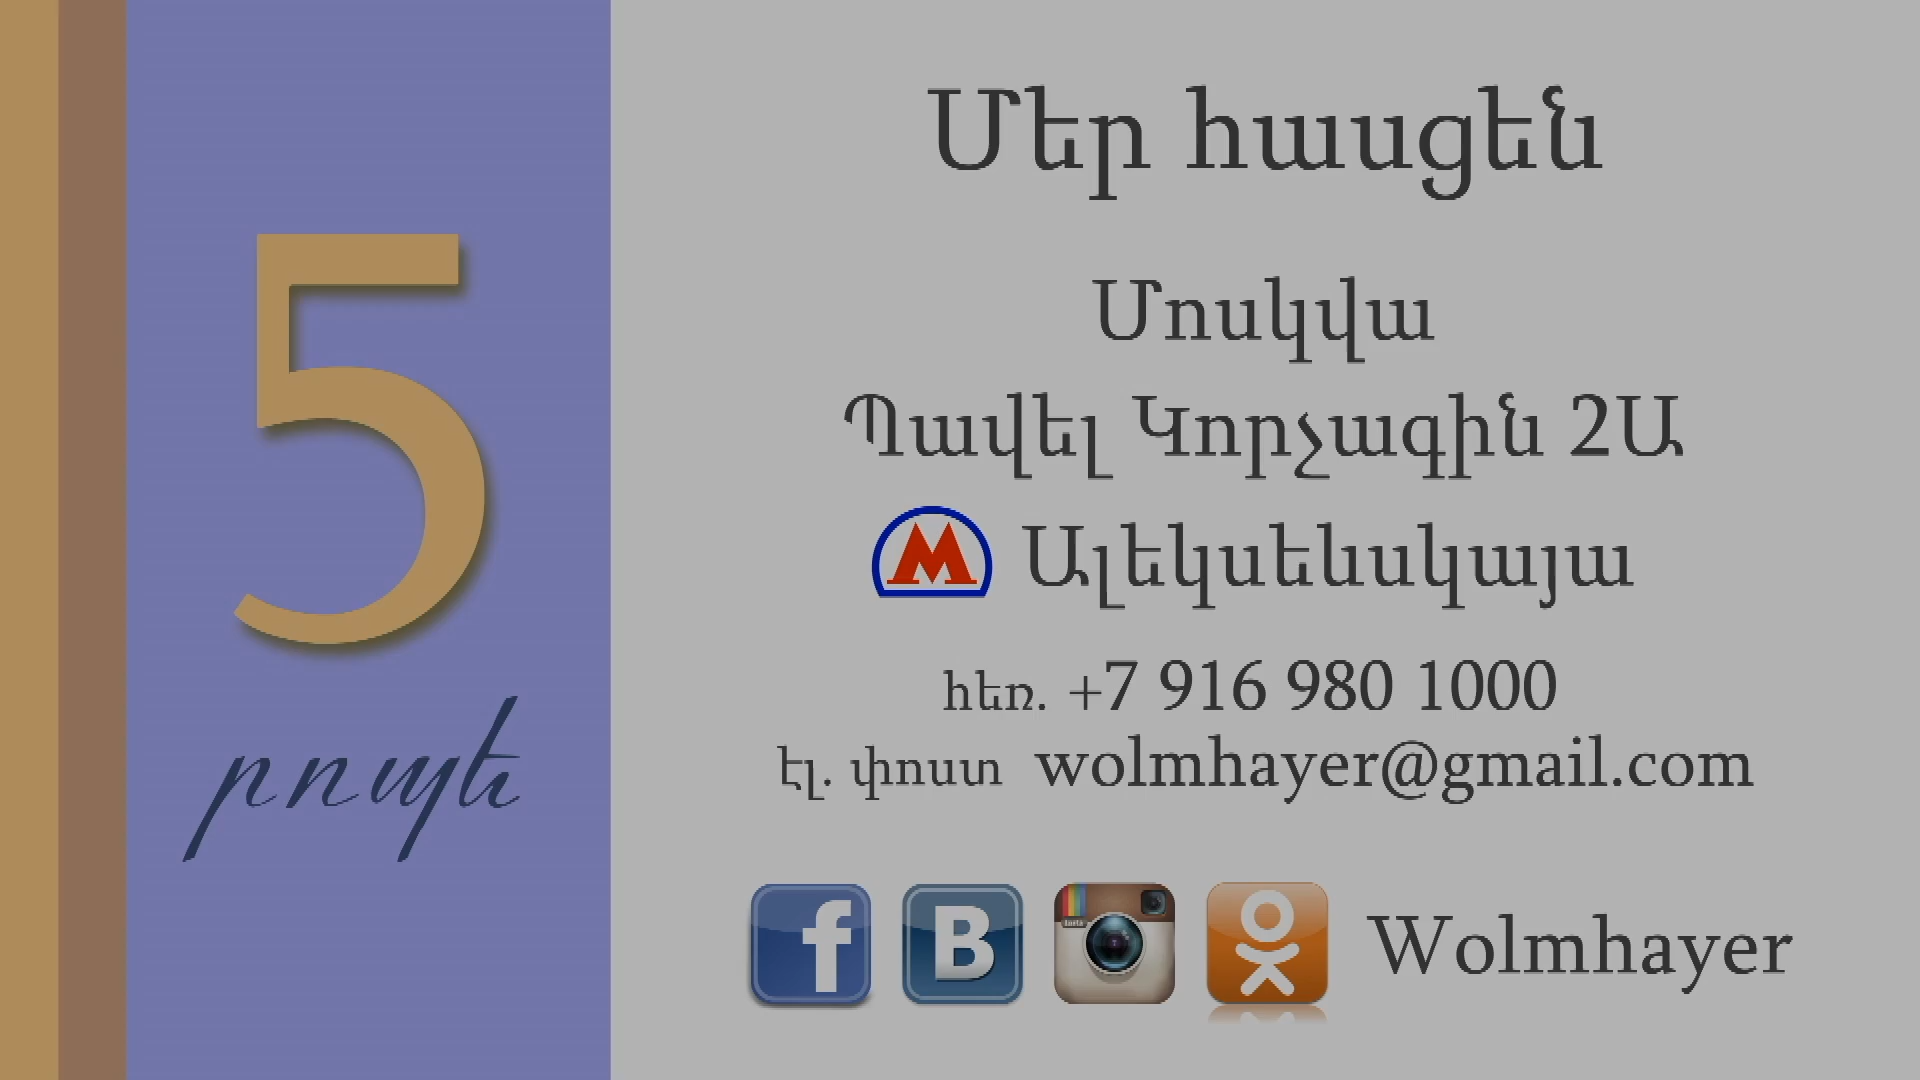 5
րոպե
Մեր հասցեն
Մոսկվա
Պավել Կորչագին 2Ա
М Ալեկսեևսկայա
հեռ. +7 916 980 1000
էլ. փոստ wolmhayer@gmail.com
f B Insta Wolmhayer